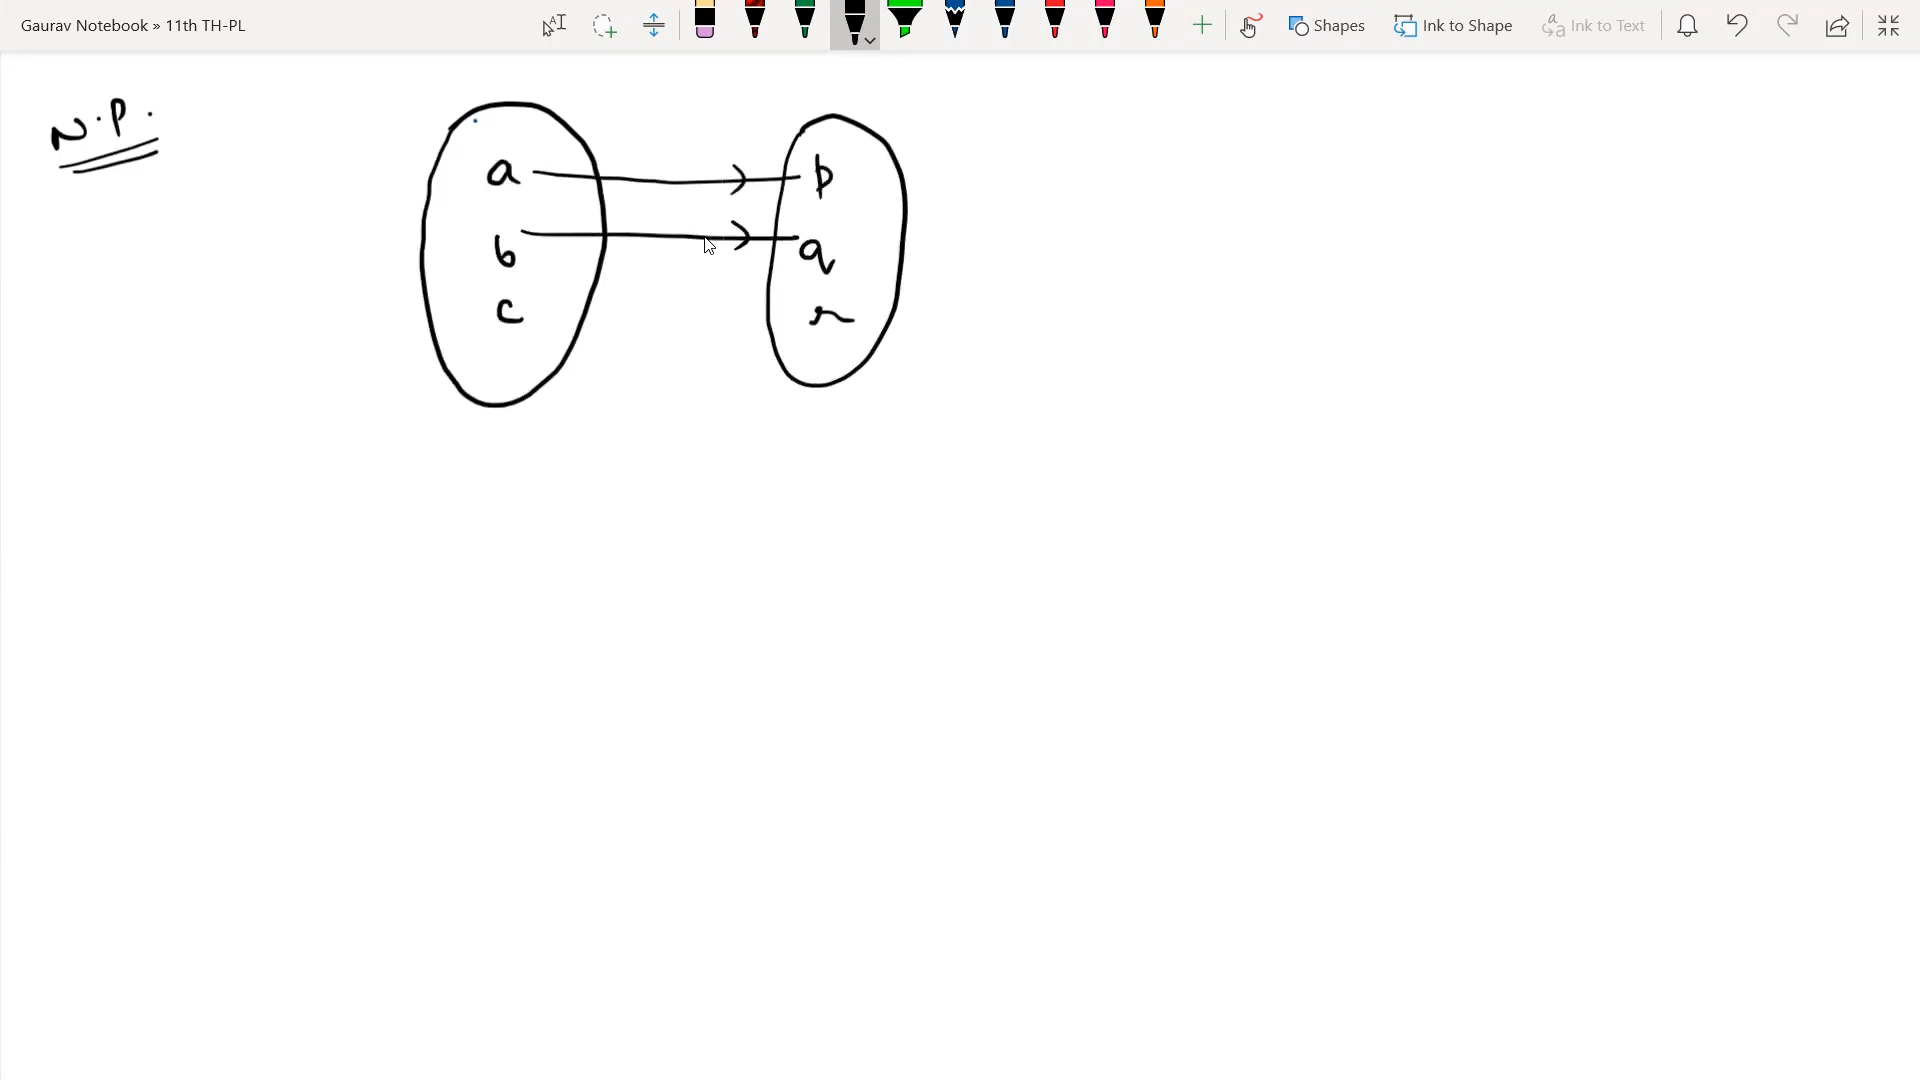 Gaurav Notebook » 11th TH-PL
Shapes
Ink to Shape
Ink to Text
N.P.
a p
b q
c r